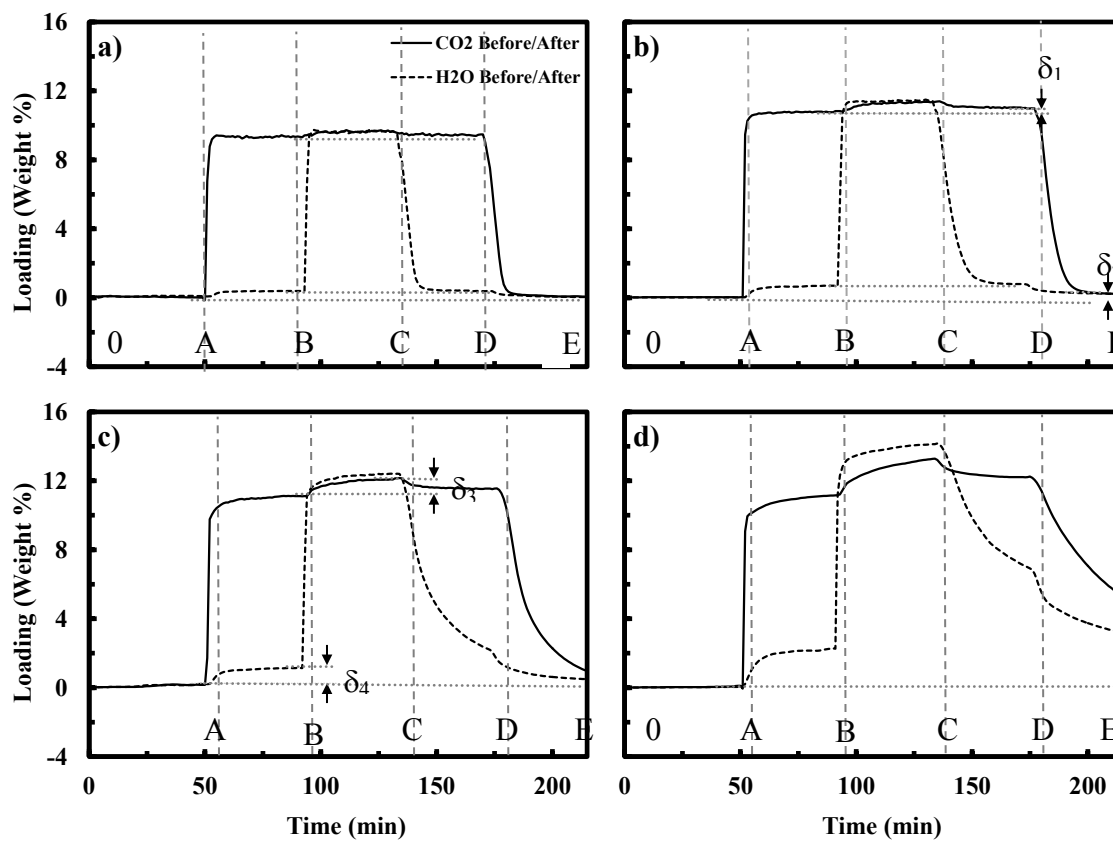 16
12
8
4
0
-4
Loading (Weight %)
a)
CO2 Before/After
H2O Before/After
0 A B C D E
b)
δ1
δ
0 A B C D
16
12
8
4
0
-4
Loading (Weight %)
c)
δ3
δ4
A B C D E
0 50 100 150 200
Time (min)
d)
0 A B C D E
0 50 100 150 200
Time (min)